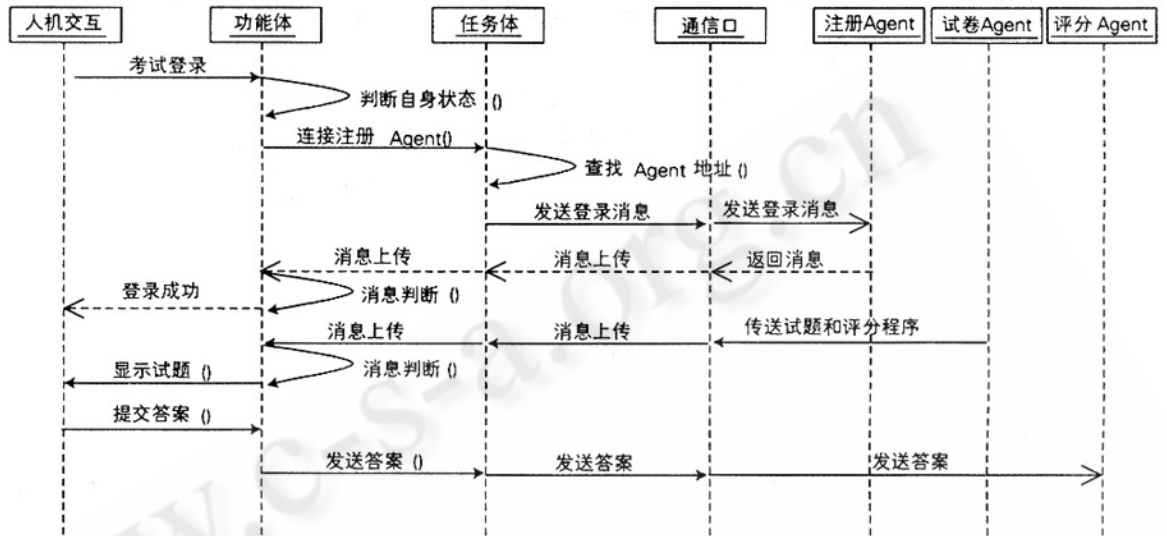 人机交互 功能体 任务体 通信口 注册Agent 试卷Agent 评分 Agent
考试登录
判断自身状态 ()
连接注册 Agent()
查找 Agent 地址 ()
发送登录消息 发送登录消息
消息上传 消息上传 返回消息
登录成功 消息判断 ()
消息上传 消息上传 传送试题和评分程序
显示试题 () 消息判断 ()
提交答案 ()
发送答案 () 发送答案 发送答案
w.c-s-a.org.cn